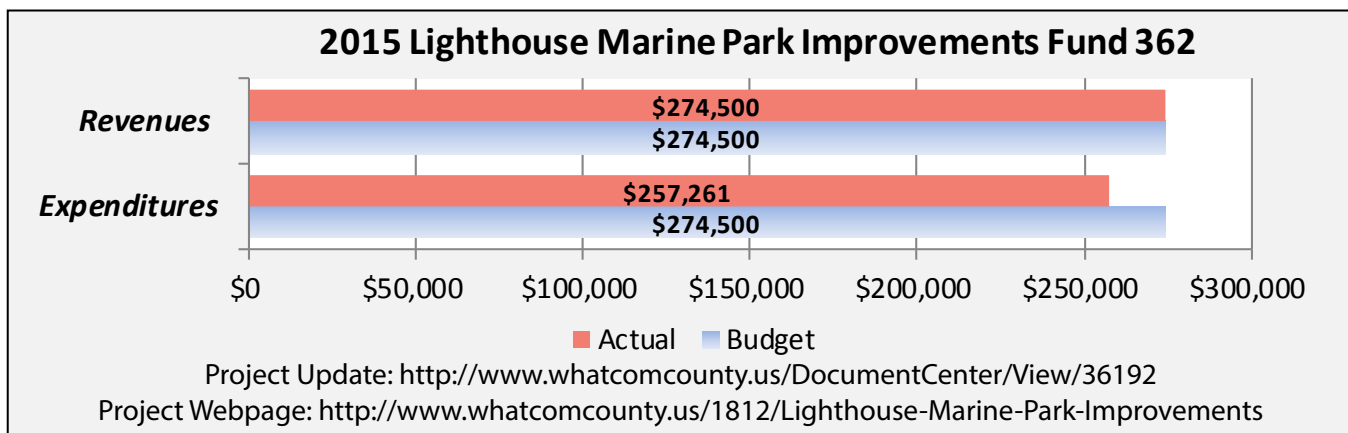 2015 Lighthouse Marine Park Improvements Fund 362
Revenues
$274,500
$274,500
Expenditures
$257,261
$274,500
$0 $50,000 $100,000 $150,000 $200,000 $250,000 $300,000
Actual Budget
Project Update: http://www.whatcomcounty.us/DocumentCenter/View/36192
Project Webpage: http://www.whatcomcounty.us/1812/Lighthouse-Marine-Park-Improvements